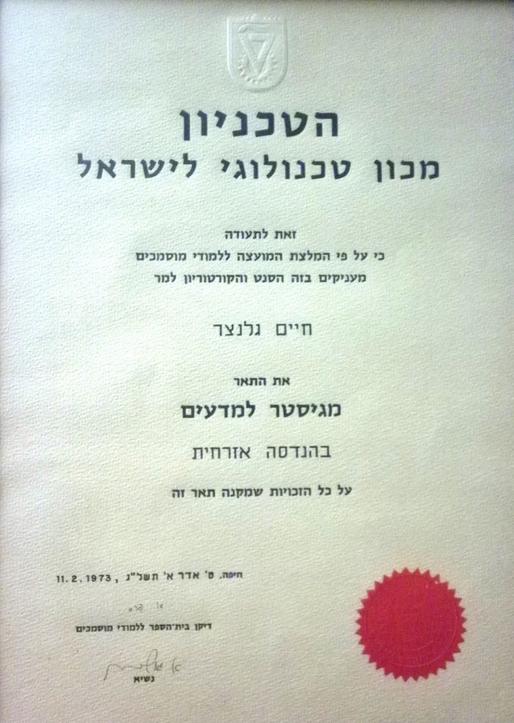 הטכניון
מכון טכנולוגי לישראל
זאת לתעודה
כי על פי המלצת המועצה ללמודי מוסמכים
מעניקים בזה הסנט והקורטוריון למר
חיים גלנצר
את התאר
מגיסטר למדעים
בהנדסה אזרחית
על כל הזכויות שמקנה תאר זה
חיפה, ט' אדר א' תשל"ג, 11.2.1973
דיקן בית־הספר ללמודי מוסמכים
נשיא